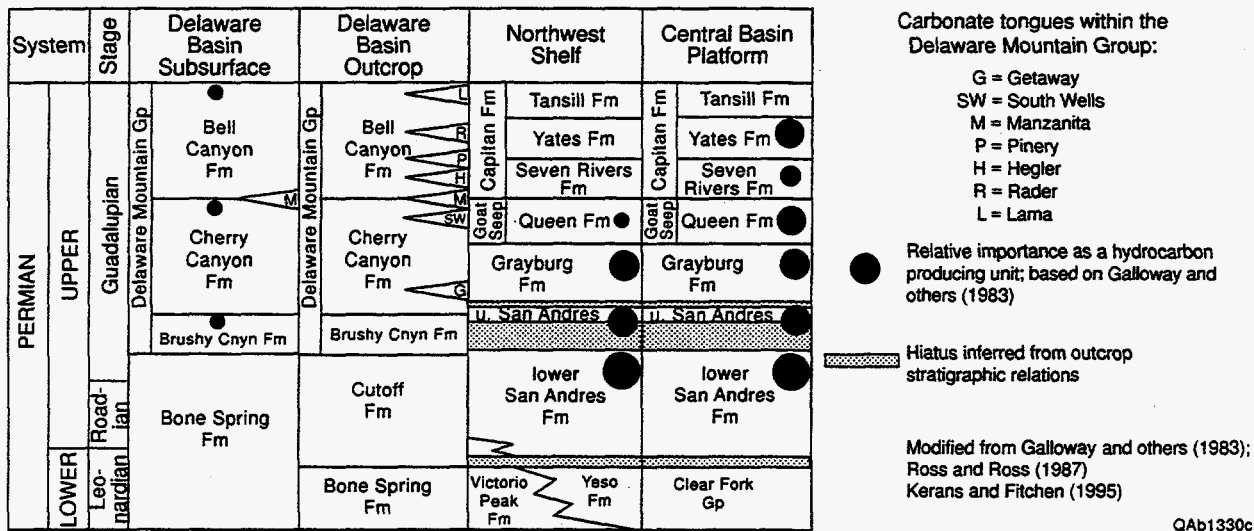 System
Stage
Delaware
Basin
Subsurface
Delaware
Basin
Outcrop
Northwest
Shelf
Central Basin
Platform
PERMIAN
UPPER
LOWER
Guadalupian
Road-
ian
Leo-
nardian
Delaware Mountain Gp
Bell
Canyon
Fm
M
Cherry
Canyon
Fm
Brushy Cnyn Fm
Bone Spring
Fm
Delaware Mountain Gp
Bell
Canyon
Fm
L
R
P
H
M
SW
Cherry
Canyon
Fm
G
Brushy Cnyn Fm
Cutoff
Fm
Bone Spring
Fm
Capitan Fm
Tansill Fm
Yates Fm
Seven Rivers
Fm
Goat
Seep
Queen Fm
Grayburg
Fm
u. San Andres
lower
San Andres
Fm
Victorio
Peak
Fm
Yeso
Fm
Capitan Fm
Tansill Fm
Yates Fm
Seven
Rivers Fm
Goat
Seep
Queen Fm
Grayburg
Fm
u. San Andres
lower
San Andres
Fm
Clear Fork
Gp
Carbonate tongues within the
Delaware Mountain Group:
G = Getaway
SW = South Wells
M = Manzanita
P = Pinery
H = Hegler
R = Rader
L = Lama
Relative importance as a hydrocarbon
producing unit; based on Galloway and
others (1983)
Hiatus inferred from outcrop
stratigraphic relations
Modified from Galloway and others (1983);
Ross and Ross (1987)
Kerans and Fitchen (1995)
QAb1330c